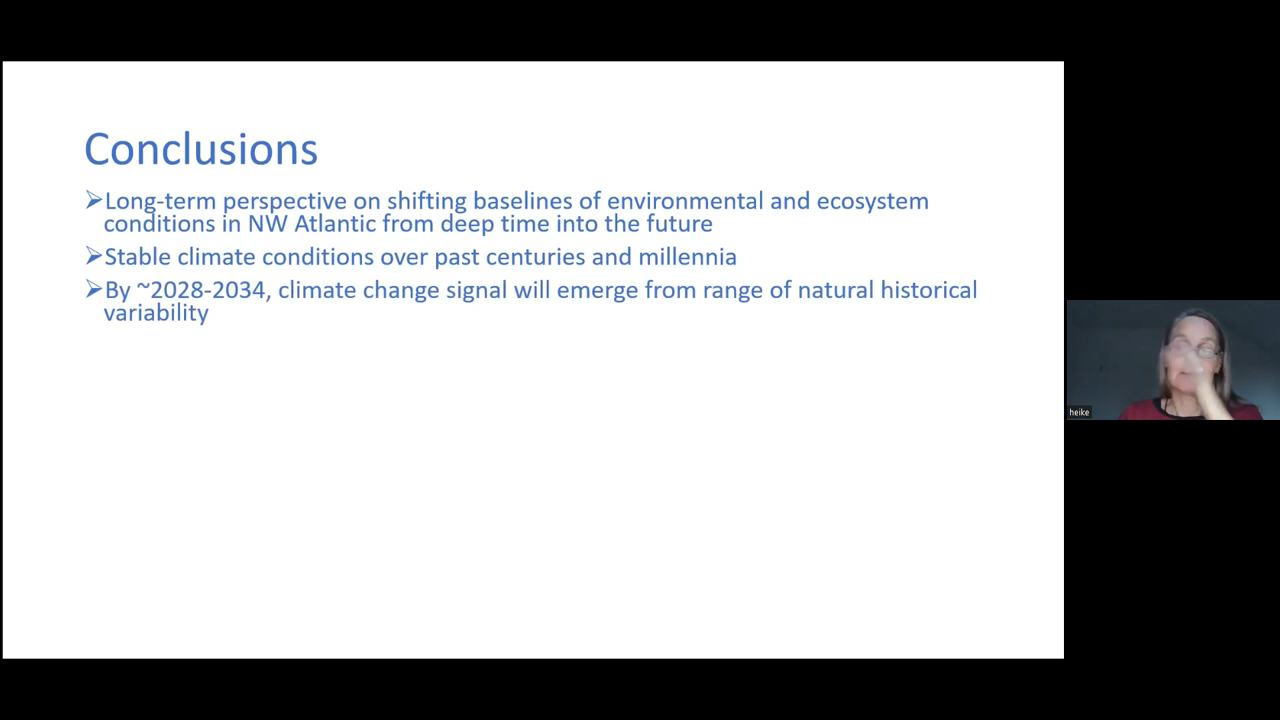 Conclusions
➢Long-term perspective on shifting baselines of environmental and ecosystem
conditions in NW Atlantic from deep time into the future
➢Stable climate conditions over past centuries and millennia
➢By ~2028-2034, climate change signal will emerge from range of natural historical
variability
heike